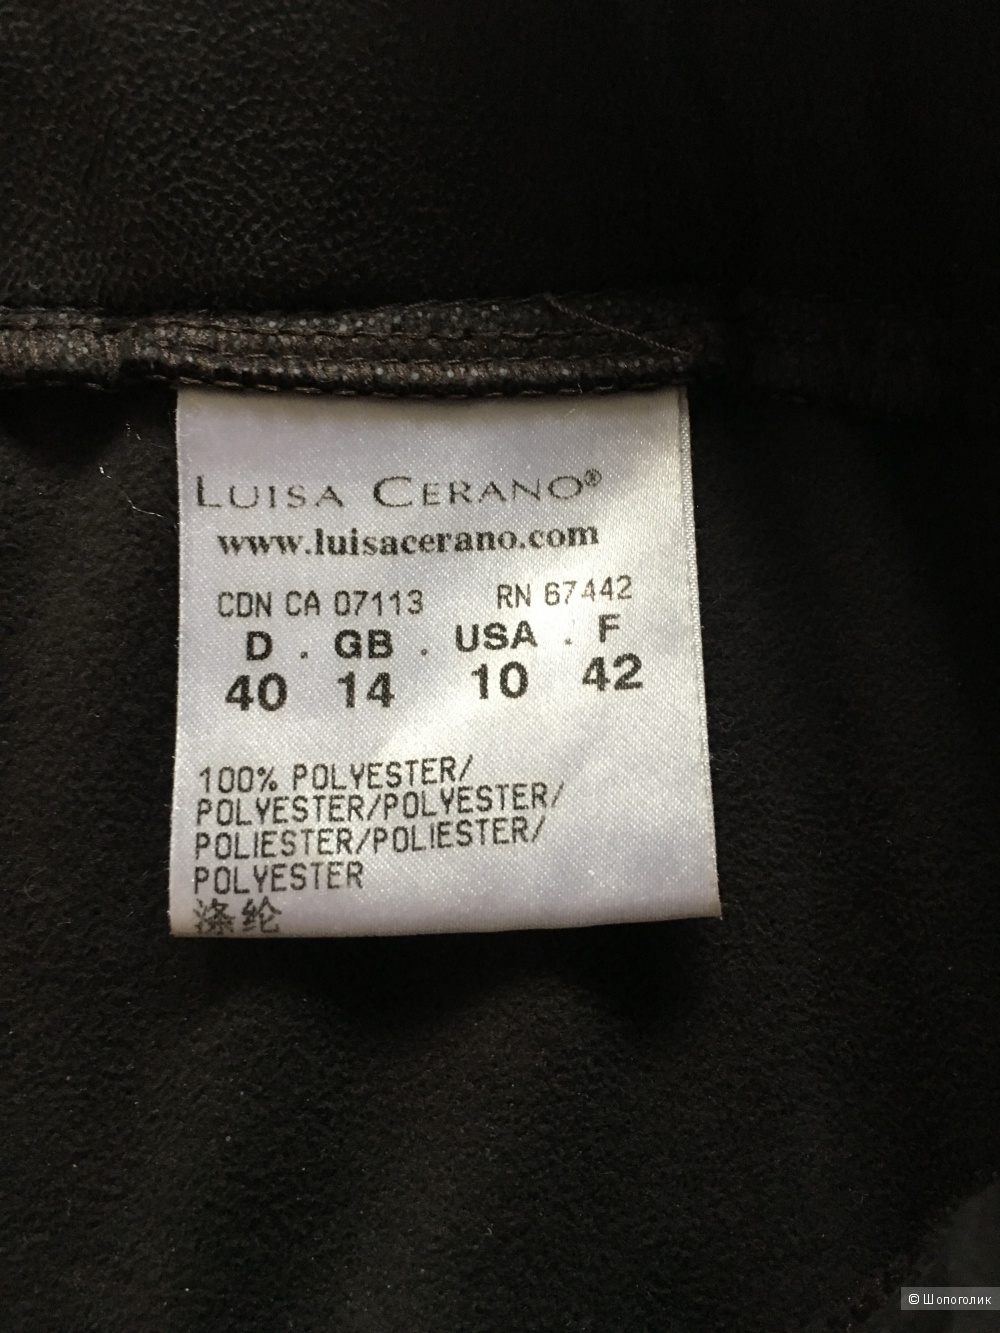 LUISA CERANO®
www.luisacerano.com
CDN CA 07113 RN 67442
D . GB . USA . F
40 14 10 42
100% POLYESTER/
POLYESTER/POLYESTER/
POLIESTER/POLIESTER/
POLYESTER
涤纶
© Шопоголик